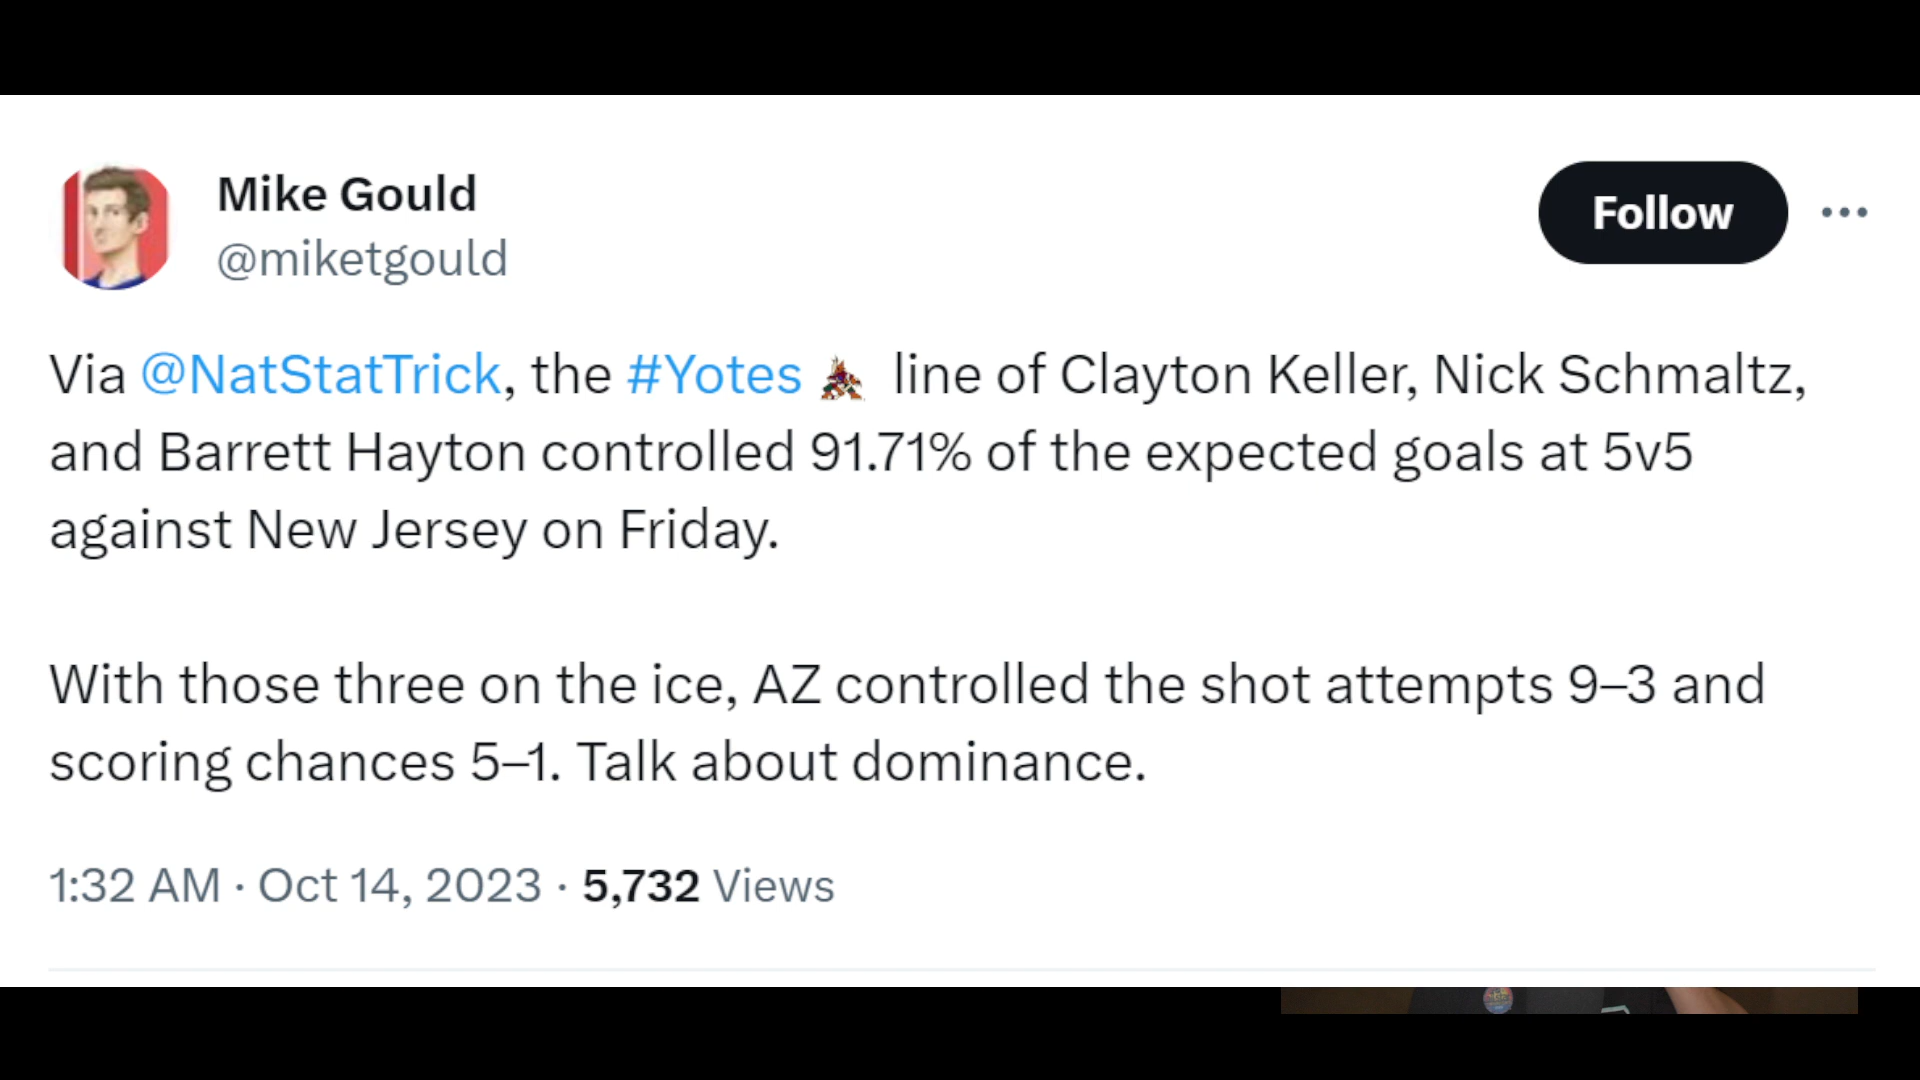 Mike Gould
@miketgould
Follow
Via @NatStatTrick, the #Yotes line of Clayton Keller, Nick Schmaltz,
and Barrett Hayton controlled 91.71% of the expected goals at 5v5
against New Jersey on Friday.
With those three on the ice, AZ controlled the shot attempts 9–3 and
scoring chances 5–1. Talk about dominance.
1:32 AM · Oct 14, 2023 · 5,732 Views